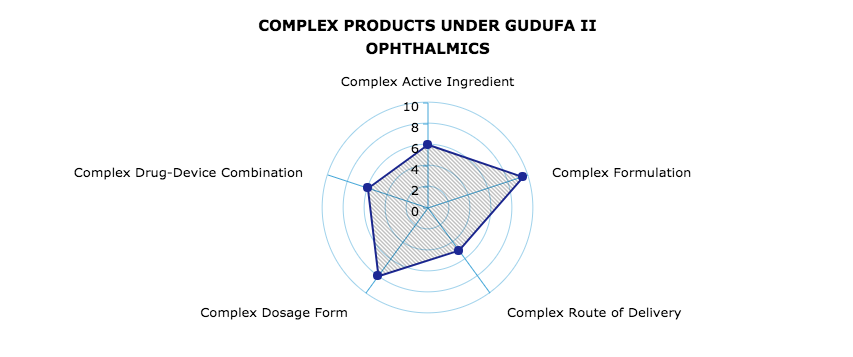 COMPLEX PRODUCTS UNDER GUDUFA II
OPHTHALMICS
Complex Active Ingredient
10
8
6
4
2
0
Complex Drug-Device Combination
Complex Formulation
Complex Dosage Form
Complex Route of Delivery